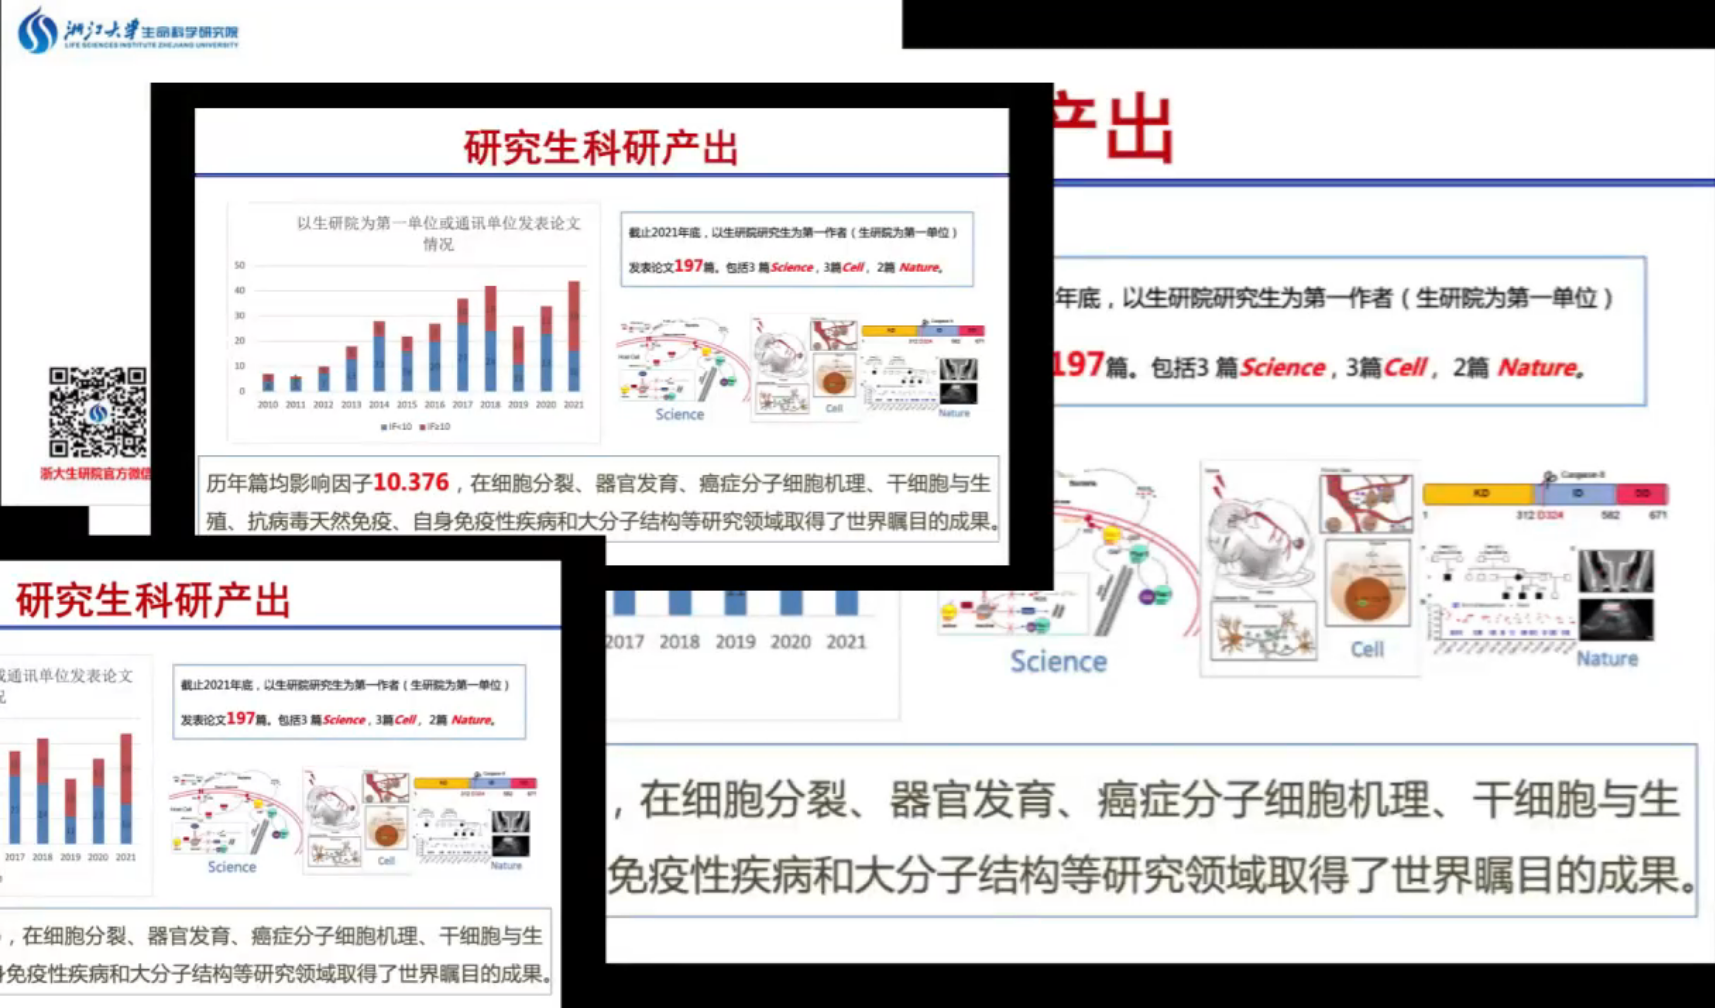 浙江大学生命科学研究院
LIFE SCIENCES INSTITUTE ZHEJIANG UNIVERSITY
浙大生研院官方微信
研究生科研产出
以生研院为第一单位或通讯单位发表论文
情况
50
40
30
20
10
0
2010 2011 2012 2013 2014 2015 2016 2017 2018 2019 2020 2021
IF<10 IF≥10
截止2021年底，以生研院研究生为第一作者（生研院为第一单位）
发表论文197篇。包括3 篇Science，3篇Cell， 2篇 Nature。
Science
Cell
Nature
历年篇均影响因子10.376，在细胞分裂、器官发育、癌症分子细胞机理、干细胞与生
殖、抗病毒天然免疫、自身免疫性疾病和大分子结构等研究领域取得了世界瞩目的成果。
产出
年底，以生研院研究生为第一作者（生研院为第一单位）
197篇。包括3 篇Science，3篇Cell， 2篇 Nature。
Bacteria
Caspase-8
KD ID DD
1 312 D324 582 671
2017 2018 2019 2020 2021
Science
Cell
Nature
，在细胞分裂、器官发育、癌症分子细胞机理、干细胞与生
免疫性疾病和大分子结构等研究领域取得了世界瞩目的成果。
研究生科研产出
或通讯单位发表论文
况
截止2021年底，以生研院研究生为第一作者（生研院为第一单位）
发表论文197篇。包括3 篇Science，3篇Cell， 2篇 Nature。
2017 2018 2019 2020 2021
Science
Cell
Nature
，在细胞分裂、器官发育、癌症分子细胞机理、干细胞与生
身免疫性疾病和大分子结构等研究领域取得了世界瞩目的成果。